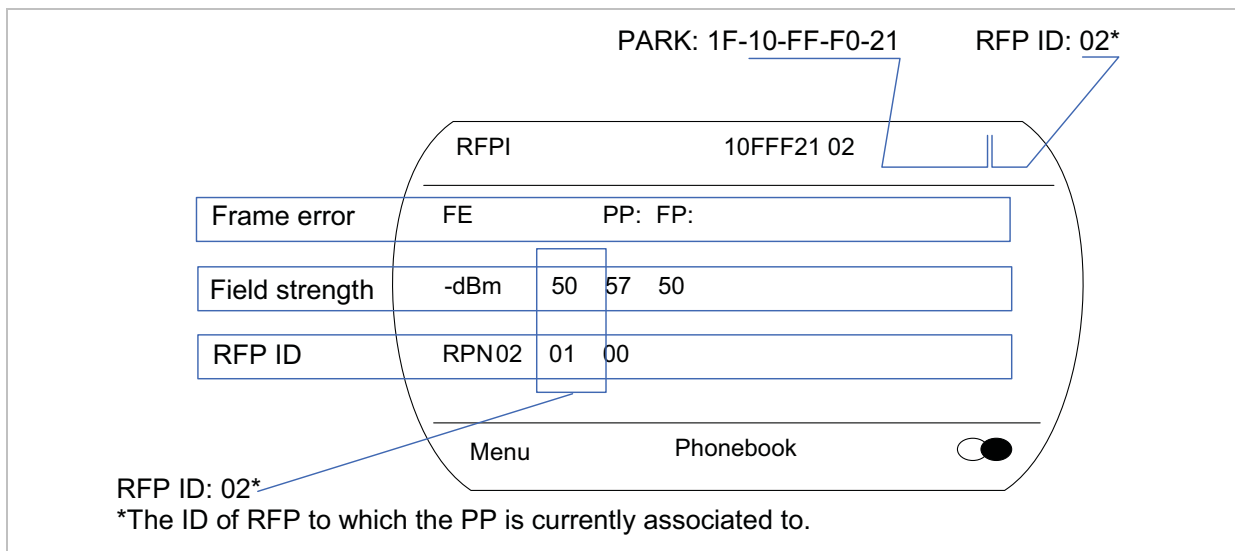 PARK: 1F-10-FF-F0-21 RFP ID: 02*
RFPI 10FFF21 02
Frame error FE PP: FP:
Field strength -dBm 50 57 50
RFP ID RPN02 01 00
Menu Phonebook
RFP ID: 02*
*The ID of RFP to which the PP is currently associated to.